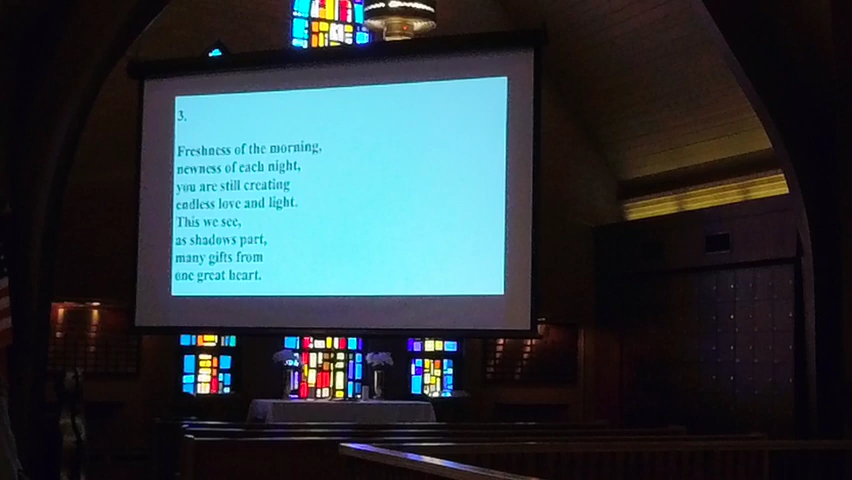 3.
Freshness of the morning,
newness of each night,
you are still creating
endless love and light.
This we see,
as shadows part,
many gifts from
one great heart.